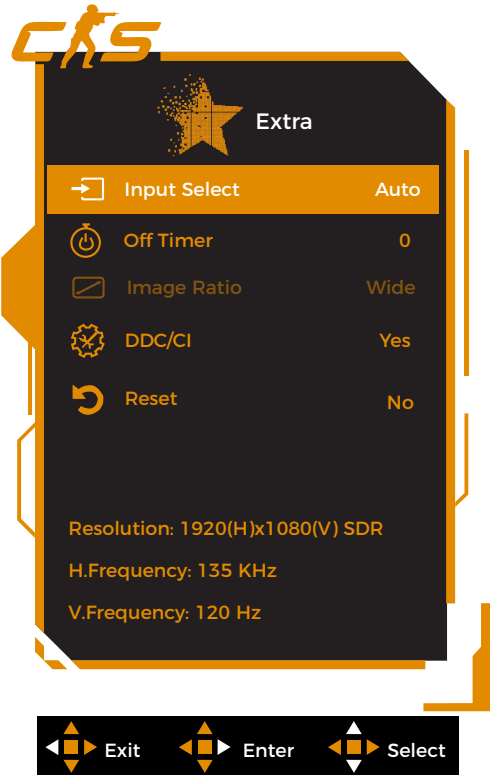 CS
Extra
Input Select Auto
Off Timer 0
Image Ratio Wide
DDC/CI Yes
Reset No
Resolution: 1920(H)x1080(V) SDR
H.Frequency: 135 KHz
V.Frequency: 120 Hz
Exit Enter Select